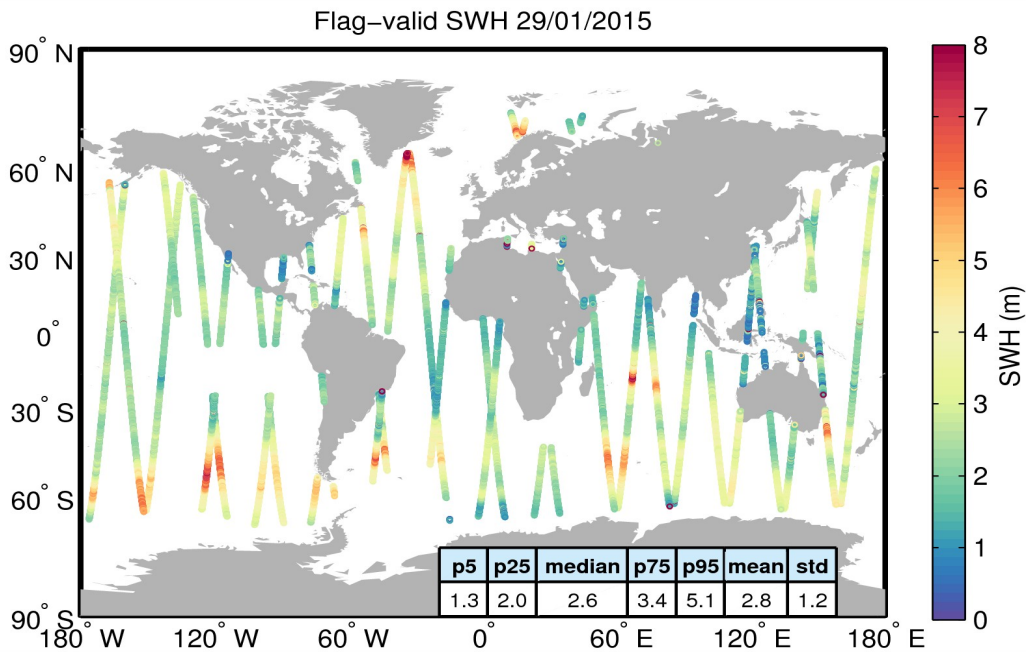 Flag−valid SWH 29/01/2015
90° N
60° N
30° N
0°
30° S
60° S
90° S
180° W
120° W
60° W
0°
60° E
120° E
180° E
p5 p25 median p75 p95 mean std
1.3 2.0 2.6 3.4 5.1 2.8 1.2
8
7
6
5
4
3
2
1
0
SWH (m)